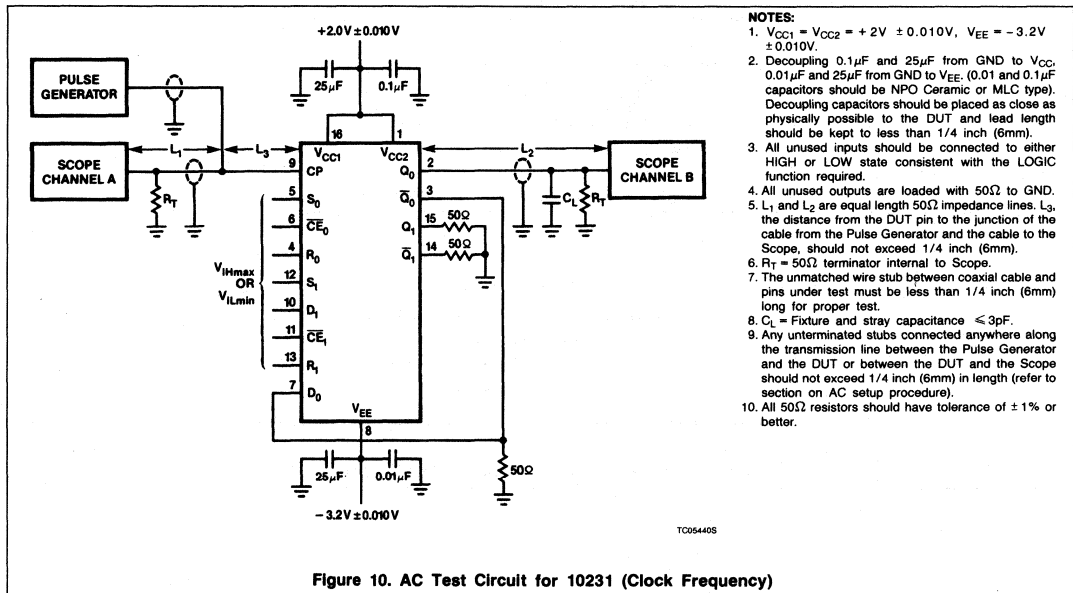 +2.0V ± 0.010V
25μF
0.1μF
PULSE
GENERATOR
L1
L3
SCOPE
CHANNEL A
RT
16
1
VCC1
VCC2
9
CP
5
S0
6
C̅E̅0
4
R0
12
S1
10
D1
11
C̅E̅1
13
R1
7
D0
VIHmax
OR
VILmin
Q0
2
Q̅0
3
Q1
15
50Ω
Q̅1
14
50Ω
L2
CL
RT
SCOPE
CHANNEL B
VEE
8
25μF
0.01μF
50Ω
−3.2V ± 0.010V
TC05440S
NOTES:
1. VCC1 = VCC2 = +2V ±0.010V, VEE = −3.2V
±0.010V.
2. Decoupling 0.1μF and 25μF from GND to VCC,
0.01μF and 25μF from GND to VEE. (0.01 and 0.1μF
capacitors should be NPO Ceramic or MLC type).
Decoupling capacitors should be placed as close as
physically possible to the DUT and lead length
should be kept to less than 1/4 inch (6mm).
3. All unused inputs should be connected to either
HIGH or LOW state consistent with the LOGIC
function required.
4. All unused outputs are loaded with 50Ω to GND.
5. L1 and L2 are equal length 50Ω impedance lines. L3,
the distance from the DUT pin to the junction of the
cable from the Pulse Generator and the cable to the
Scope, should not exceed 1/4 inch (6mm).
6. RT = 50Ω terminator internal to Scope.
7. The unmatched wire stub between coaxial cable and
pins under test must be less than 1/4 inch (6mm)
long for proper test.
8. CL = Fixture and stray capacitance ⩽ 3pF.
9. Any unterminated stubs connected anywhere along
the transmission line between the Pulse Generator
and the DUT or between the DUT and the Scope
should not exceed 1/4 inch (6mm) in length (refer to
section on AC setup procedure).
10. All 50Ω resistors should have tolerance of ±1% or
better.
Figure 10. AC Test Circuit for 10231 (Clock Frequency)